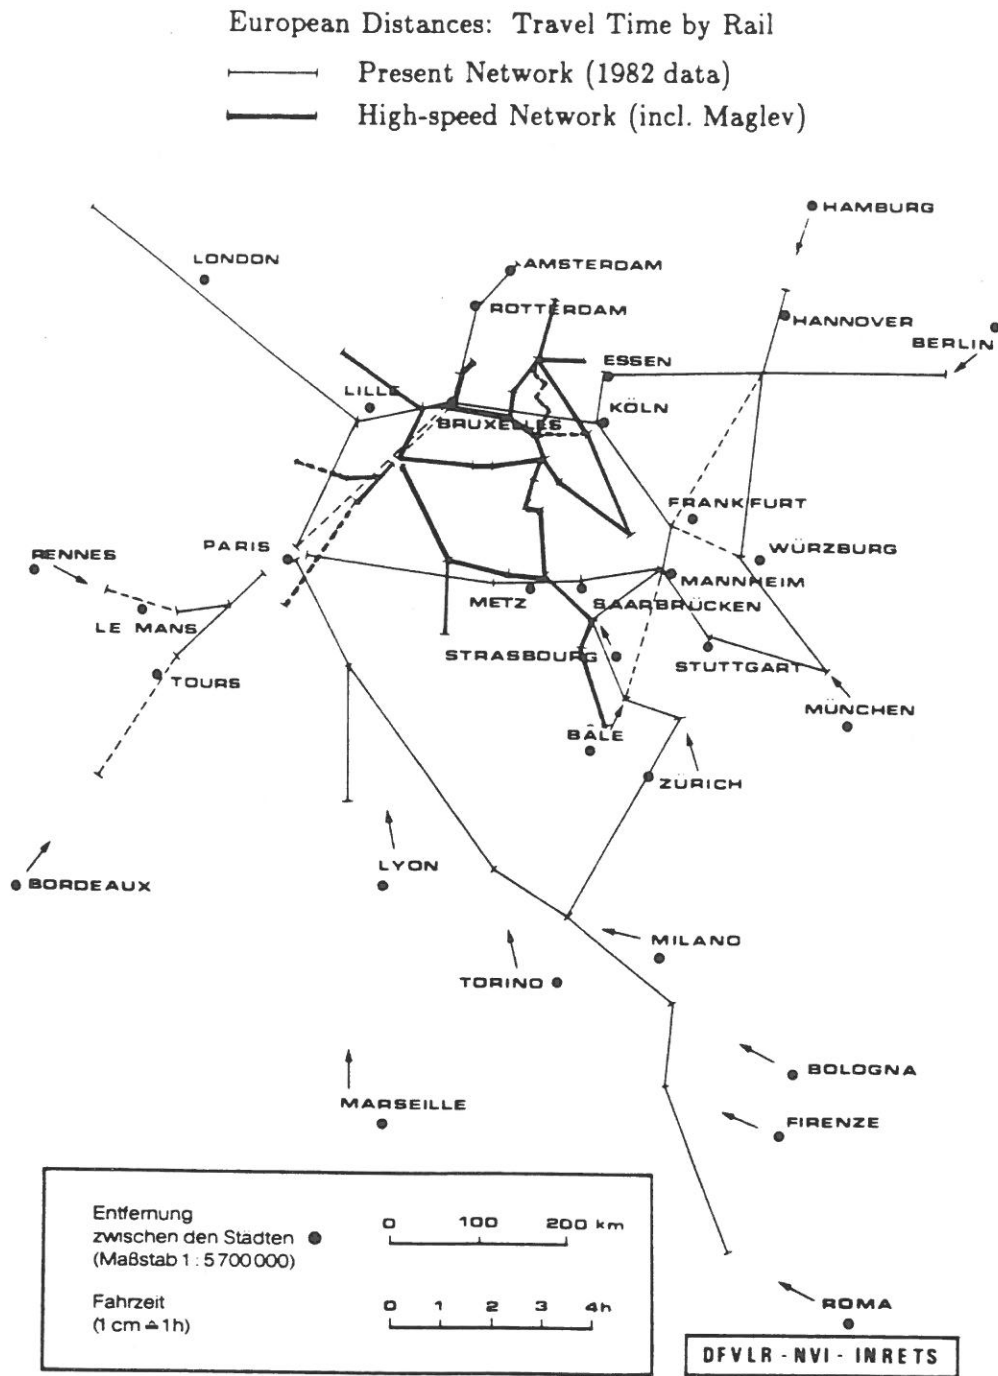 European Distances: Travel Time by Rail
Present Network (1982 data)
High-speed Network (incl. Maglev)
HAMBURG
LONDON
AMSTERDAM
ROTTERDAM
HANNOVER
BERLIN
ESSEN
LILLE
KÖLN
BRUXELLES
FRANKFURT
RENNES
PARIS
WÜRZBURG
MANNHEIM
METZ
SAARBRÜCKEN
LE MANS
STRASBOURG
STUTTGART
TOURS
MÜNCHEN
BÂLE
ZÜRICH
LYON
BORDEAUX
MILANO
TORINO
BOLOGNA
MARSEILLE
FIRENZE
Entfernung
zwischen den Städten
(Maßstab 1 : 5 700 000)
0 100 200 km
Fahrzeit
(1 cm ≙ 1h)
0 1 2 3 4h
ROMA
DFVLR - NVI - INRETS